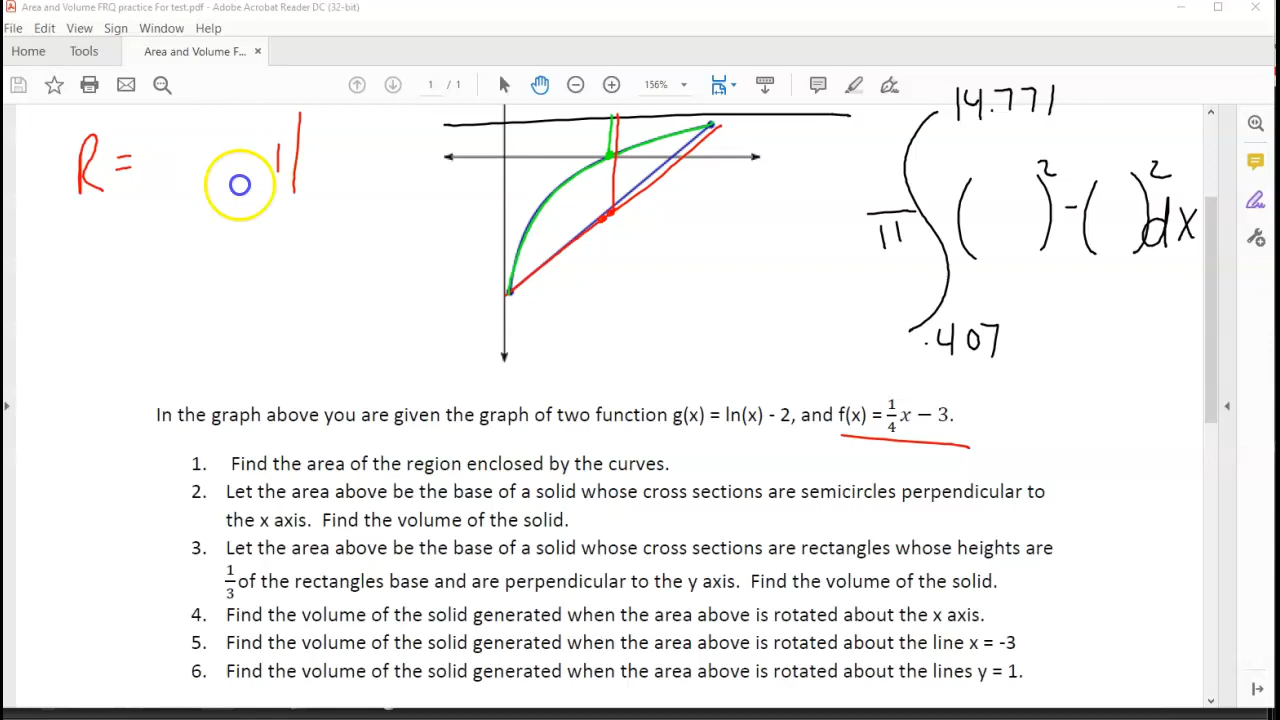 Area and Volume FRQ practice For test.pdf - Adobe Acrobat Reader DC (32-bit)
File Edit View Sign Window Help
Home Tools Area and Volume F... ×
1 / 1 156%
R = 1
14.771
π ( )² - ( )² dx
.407
In the graph above you are given the graph of two function g(x) = ln(x) - 2, and f(x) = 1/4 x − 3.
1. Find the area of the region enclosed by the curves.
2. Let the area above be the base of a solid whose cross sections are semicircles perpendicular to
the x axis. Find the volume of the solid.
3. Let the area above be the base of a solid whose cross sections are rectangles whose heights are
1/3 of the rectangles base and are perpendicular to the y axis. Find the volume of the solid.
4. Find the volume of the solid generated when the area above is rotated about the x axis.
5. Find the volume of the solid generated when the area above is rotated about the line x = -3
6. Find the volume of the solid generated when the area above is rotated about the lines y = 1.